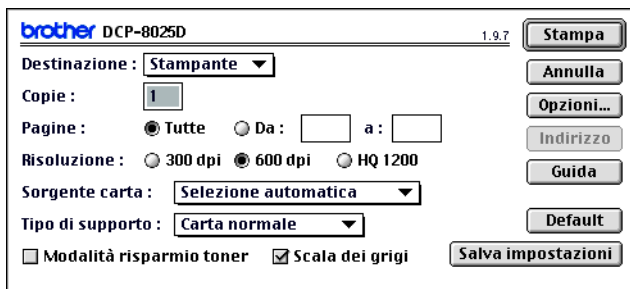 brother DCP-8025D 1.9.7 Stampa
Destinazione : Stampante Annulla
Copie : 1 Opzioni...
Pagine : Tutte Da : a : Indirizzo
Risoluzione : 300 dpi 600 dpi HQ 1200 Guida
Sorgente carta : Selezione automatica
Tipo di supporto : Carta normale Default
Modalità risparmio toner Scala dei grigi Salva impostazioni